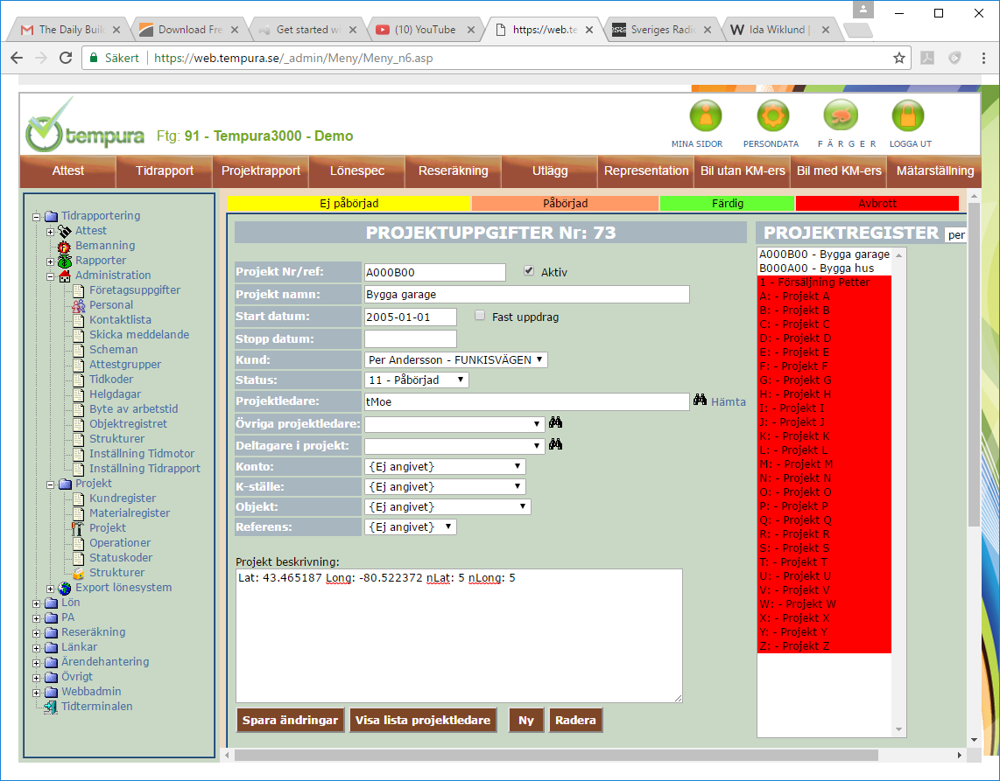 The Daily Buil
Download Fre
Get started w
(10) YouTube
https://web.te
Sveriges Radi
Ida Wiklund |
Säkert
https://web.tempura.se/_admin/Meny/Meny_n6.asp
tempura
Ftg: 91 - Tempura3000 - Demo
MINA SIDOR
PERSONDATA
F Ä R G E R
LOGGA UT
Attest
Tidrapport
Projektrapport
Lönespec
Reseräkning
Utlägg
Representation
Bil utan KM-ers
Bil med KM-ers
Mätarställning
Tidrapportering
Attest
Bemanning
Rapporter
Administration
Företagsuppgifter
Personal
Kontaktlista
Skicka meddelande
Scheman
Attestgrupper
Tidkoder
Helgdagar
Byte av arbetstid
Objektregistret
Strukturer
Inställning Tidmotor
Inställning Tidrapport
Projekt
Kundregister
Materialregister
Projekt
Operationer
Statuskoder
Strukturer
Export lönesystem
Lön
PA
Reseräkning
Länkar
Ärendehantering
Övrigt
Webbadmin
Tidterminalen
Ej påbörjad
Påbörjad
Färdig
Avbrott
PROJEKTUPPGIFTER Nr: 73
Projekt Nr/ref: A000B00 Aktiv
Projekt namn: Bygga garage
Start datum: 2005-01-01 Fast uppdrag
Stopp datum:
Kund: Per Andersson - FUNKISVÄGEN
Status: 11 - Påbörjad
Projektledare: tMoe Hämta
Övriga projektledare:
Deltagare i projekt:
Konto: {Ej angivet}
K-ställe: {Ej angivet}
Objekt: {Ej angivet}
Referens: {Ej angivet}
Projekt beskrivning:
Lat: 43.465187 Long: -80.522372 nLat: 5 nLong: 5
Spara ändringar
Visa lista projektledare
Ny
Radera
PROJEKTREGISTER per
A000B00 - Bygga garage
B000A00 - Bygga hus
1 - Försäljning Petter
A: - Projekt A
B: - Projekt B
C: - Projekt C
D: - Projekt D
E: - Projekt E
F: - Projekt F
G: - Projekt G
H: - Projekt H
I: - Projekt I
J: - Projekt J
K: - Projekt K
L: - Projekt L
M: - Projekt M
N: - Projekt N
O: - Projekt O
P: - Projekt P
Q: - Projekt Q
R: - Projekt R
S: - Projekt S
T: - Projekt T
U: - Projekt U
V: - Projekt V
W: - Projekt W
X: - Projekt X
Y: - Projekt Y
Z: - Projekt Z